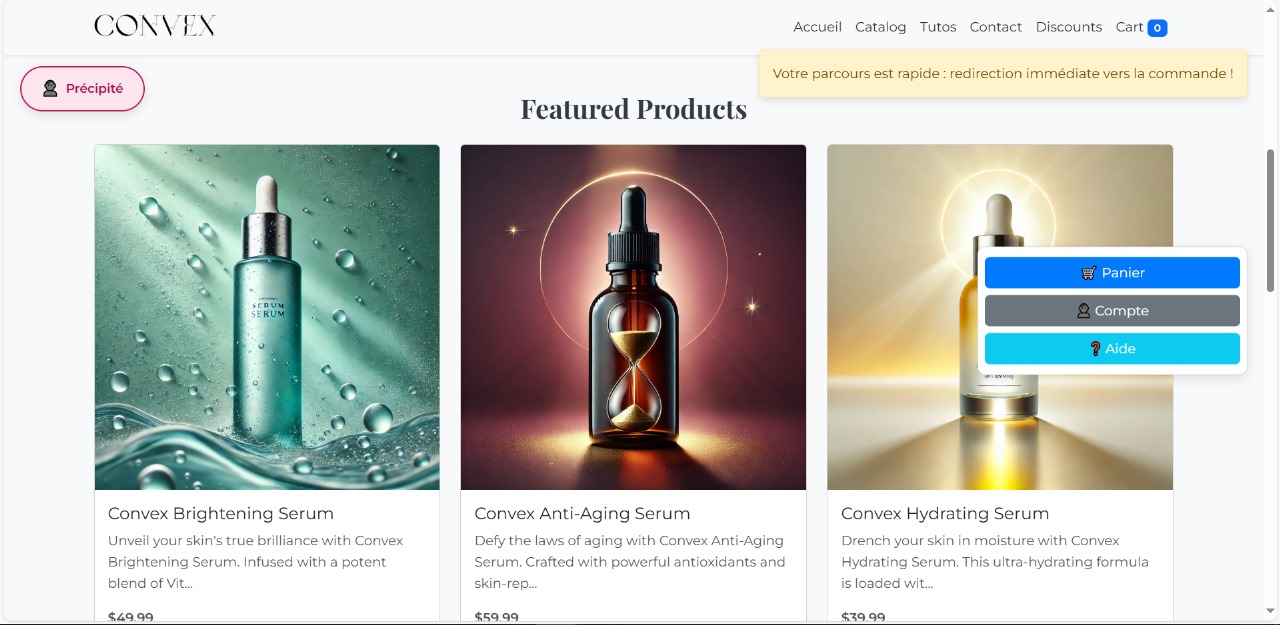 CONVEX
Accueil Catalog Tutos Contact Discounts Cart 0
Votre parcours est rapide : redirection immédiate vers la commande !
Précipité
Featured Products
SERUM
SERUM
Panier
Compte
Aide
Convex Brightening Serum
Unveil your skin's true brilliance with Convex
Brightening Serum. Infused with a potent
blend of Vit...
$49.99
Convex Anti-Aging Serum
Defy the laws of aging with Convex Anti-Aging
Serum. Crafted with powerful antioxidants and
skin-rep...
$59.99
Convex Hydrating Serum
Drench your skin in moisture with Convex
Hydrating Serum. This ultra-hydrating formula
is loaded wit...
$39.99